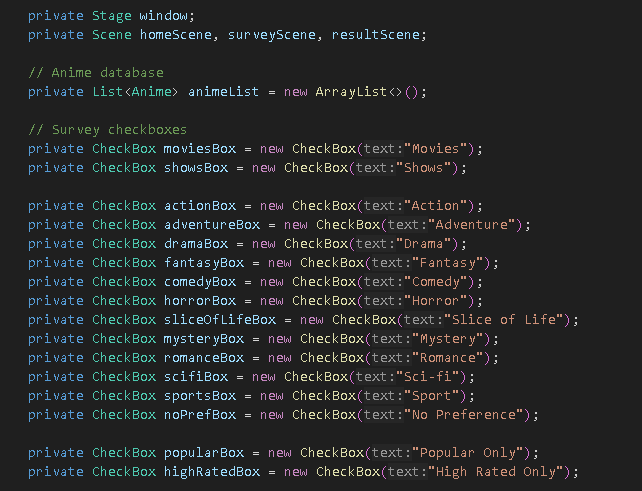 private Stage window;
private Scene homeScene, surveyScene, resultScene;
// Anime database
private List<Anime> animeList = new ArrayList<>();
// Survey checkboxes
private CheckBox moviesBox = new CheckBox(text:"Movies");
private CheckBox showsBox = new CheckBox(text:"Shows");
private CheckBox actionBox = new CheckBox(text:"Action");
private CheckBox adventureBox = new CheckBox(text:"Adventure");
private CheckBox dramaBox = new CheckBox(text:"Drama");
private CheckBox fantasyBox = new CheckBox(text:"Fantasy");
private CheckBox comedyBox = new CheckBox(text:"Comedy");
private CheckBox horrorBox = new CheckBox(text:"Horror");
private CheckBox sliceOfLifeBox = new CheckBox(text:"Slice of Life");
private CheckBox mysteryBox = new CheckBox(text:"Mystery");
private CheckBox romanceBox = new CheckBox(text:"Romance");
private CheckBox scifiBox = new CheckBox(text:"Sci-fi");
private CheckBox sportsBox = new CheckBox(text:"Sport");
private CheckBox noPrefBox = new CheckBox(text:"No Preference");
private CheckBox popularBox = new CheckBox(text:"Popular Only");
private CheckBox highRatedBox = new CheckBox(text:"High Rated Only");